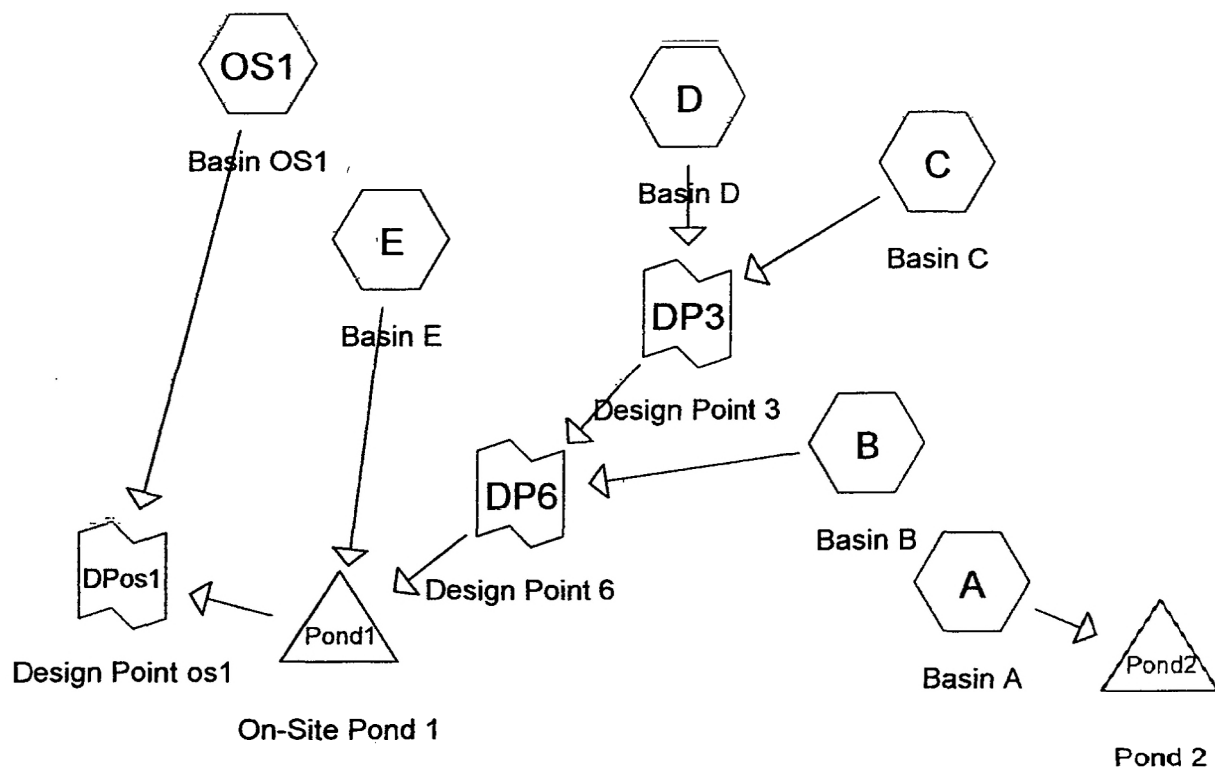 OS1
Basin OS1
D
Basin D
C
Basin C
E
Basin E
DP3
Design Point 3
B
Basin B
DP6
Design Point 6
A
Basin A
DPos1
Design Point os1
Pond1
On-Site Pond 1
Pond2
Pond 2